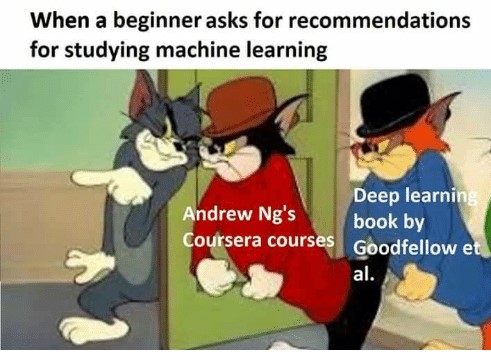 When a beginner asks for recommendations
for studying machine learning
Andrew Ng's
Coursera courses
Deep learning
book by
Goodfellow et
al.